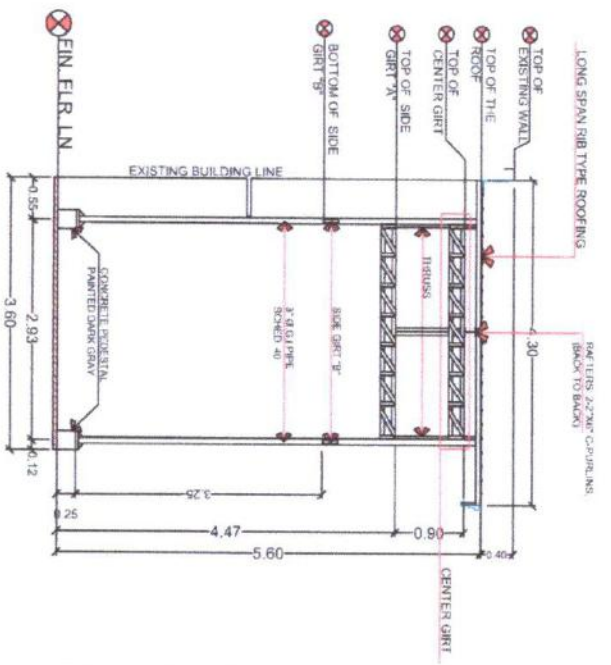 LONG SPAN RIB TYPE ROOFING
RAFTERS 2-2"X6" C-PURLINS
(BACK TO BACK)
TOP OF
EXISTING WALL
TOP OF THE
ROOF
TOP OF
CENTER GIRT
TOP OF SIDE
GIRT "A"
BOTTOM OF SIDE
GIRT "B"
FIN. FLR. LN
EXISTING BUILDING LINE
.30
THRUSS
SIDE GIRT "B"
3" Ø G.I PIPE
SCHED. 40
CONCRETE PEDESTAL
PAINTED DARK GRAY
CENTER GIRT
0.55
2.93
0.12
3.60
3.25
0.25
4.47
0.90
5.60
0.40